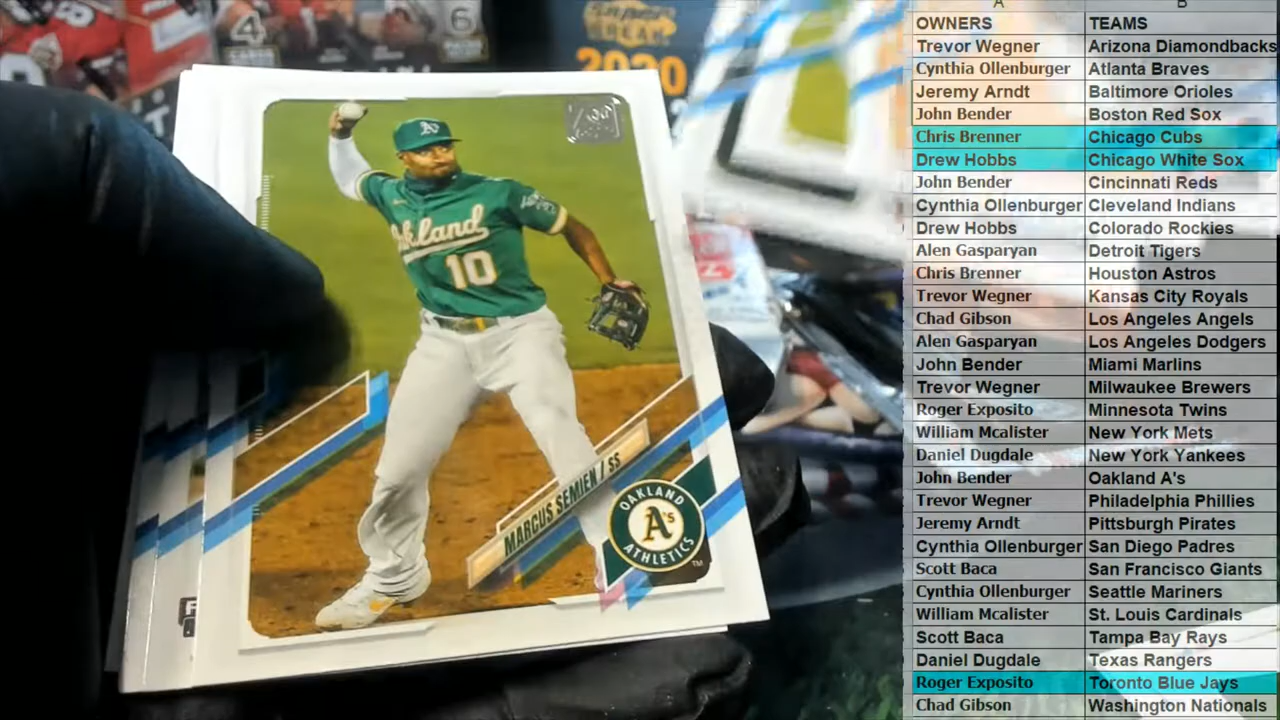 4
6
2020
Oakland
10
MARCUS SEMIEN / SS
OAKLAND
A's
ATHLETICS
TM
A B
OWNERS TEAMS
Trevor Wegner Arizona Diamondbacks
Cynthia Ollenburger Atlanta Braves
Jeremy Arndt Baltimore Orioles
John Bender Boston Red Sox
Chris Brenner Chicago Cubs
Drew Hobbs Chicago White Sox
John Bender Cincinnati Reds
Cynthia Ollenburger Cleveland Indians
Drew Hobbs Colorado Rockies
Alen Gasparyan Detroit Tigers
Chris Brenner Houston Astros
Trevor Wegner Kansas City Royals
Chad Gibson Los Angeles Angels
Alen Gasparyan Los Angeles Dodgers
John Bender Miami Marlins
Trevor Wegner Milwaukee Brewers
Roger Exposito Minnesota Twins
William Mcalister New York Mets
Daniel Dugdale New York Yankees
John Bender Oakland A's
Trevor Wegner Philadelphia Phillies
Jeremy Arndt Pittsburgh Pirates
Cynthia Ollenburger San Diego Padres
Scott Baca San Francisco Giants
Cynthia Ollenburger Seattle Mariners
William Mcalister St. Louis Cardinals
Scott Baca Tampa Bay Rays
Daniel Dugdale Texas Rangers
Roger Exposito Toronto Blue Jays
Chad Gibson Washington Nationals